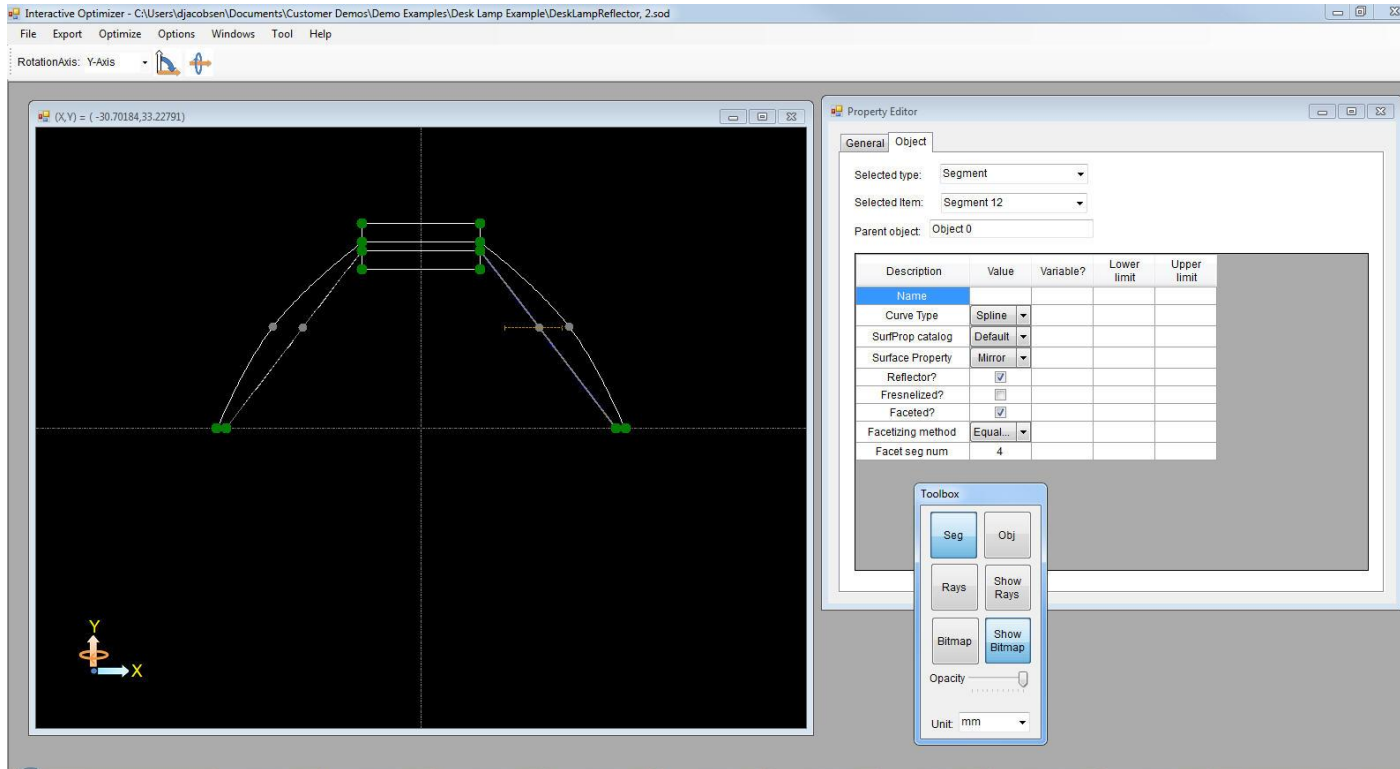 Interactive Optimizer - C:\Users\djacobsen\Documents\Customer Demos\Demo Examples\Desk Lamp Example\DeskLampReflector, 2.sod
File Export Optimize Options Windows Tool Help
RotationAxis: Y-Axis
(X,Y) = ( -30.70184,33.22791)
Y
X
Property Editor
General Object
Selected type: Segment
Selected Item: Segment 12
Parent object: Object 0
Description Value Variable? Lower limit Upper limit
Name
Curve Type Spline
SurfProp catalog Default
Surface Property Mirror
Reflector?
Fresnelized?
Faceted?
Facetizing method Equal...
Facet seg num 4
Toolbox
Seg Obj
Rays Show Rays
Bitmap Show Bitmap
Opacity
Unit: mm